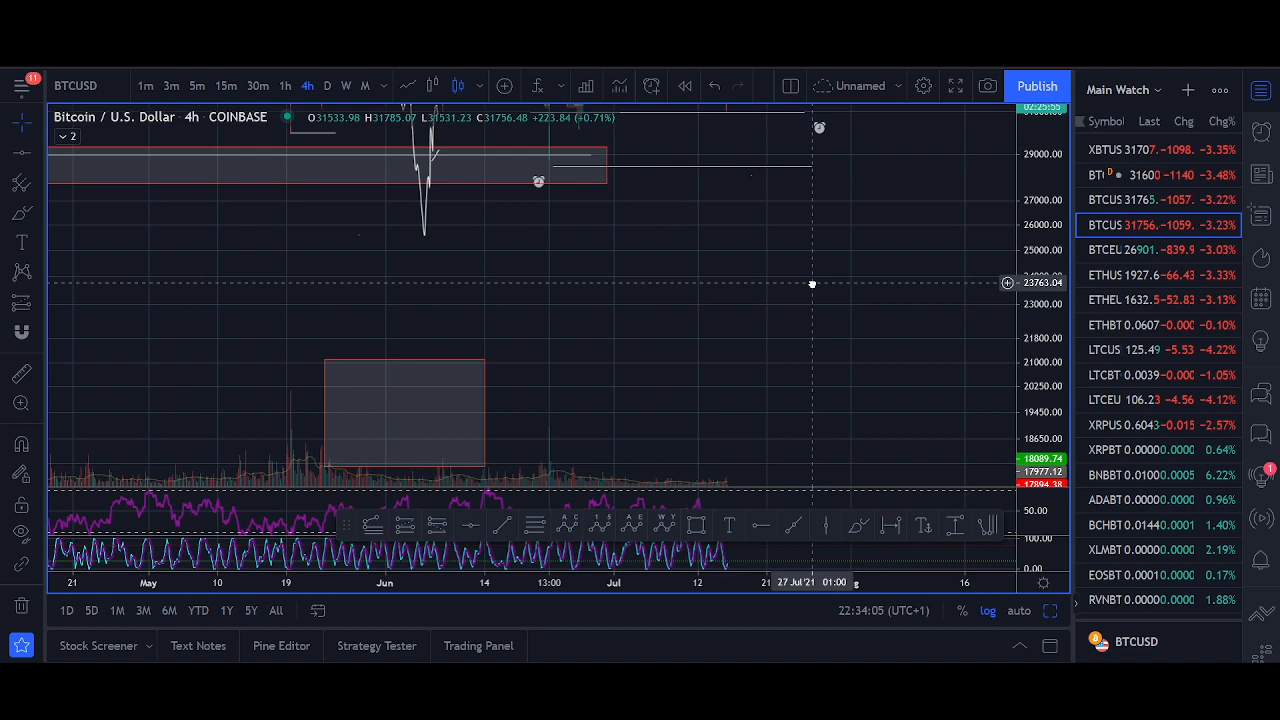 11
BTCUSD 1m 3m 5m 15m 30m 1h 4h D W M Unnamed Publish
Main Watch
Bitcoin / U.S. Dollar 4h COINBASE O31533.98 H31785.07 L31531.23 C31756.48 +223.84 (+0.71%)
02:25:55
2
Symbol Last Chg Chg%
XBTUS 31707. −1098. −3.35%
BT D 31600 −1140 −3.48%
BTCUS 31765. −1057. −3.22%
BTCUS 31756. −1059. −3.23%
BTCEU 26901. −839.9 −3.03%
ETHUS 1927.6 −66.43 −3.33%
ETHEL 1632.5 −52.83 −3.13%
ETHBT 0.0607 −0.000 −0.10%
LTCUS 125.49 −5.53 −4.22%
LTCBT 0.0039 −0.000 −1.05%
LTCEU 106.23 −4.56 −4.12%
XRPUS 0.6043 −0.015 −2.57%
XRPBT 0.0000 0.0000 0.64%
BNBBT 0.0100 0.0005 6.22%
ADABT 0.0000 0.0000 0.96%
BCHBT 0.0144 0.0001 1.40%
XLMBT 0.0000 0.0000 2.19%
EOSBT 0.0001 0.0000 0.17%
RVNBT 0.0000 0.0000 1.88%
29000.00
27000.00
26000.00
25000.00
23763.04
23000.00
21800.00
21000.00
20250.00
19450.00
18650.00
18089.74
17977.12
17894.38
50.00
100.00
0.00
21 May 10 19 Jun 14 13:00 Jul 12 21 27 Jul'21 01:00 16
1D 5D 1M 3M 6M YTD 1Y 5Y All 22:34:05 (UTC+1) % log auto
Stock Screener Text Notes Pine Editor Strategy Tester Trading Panel
BTCUSD
1